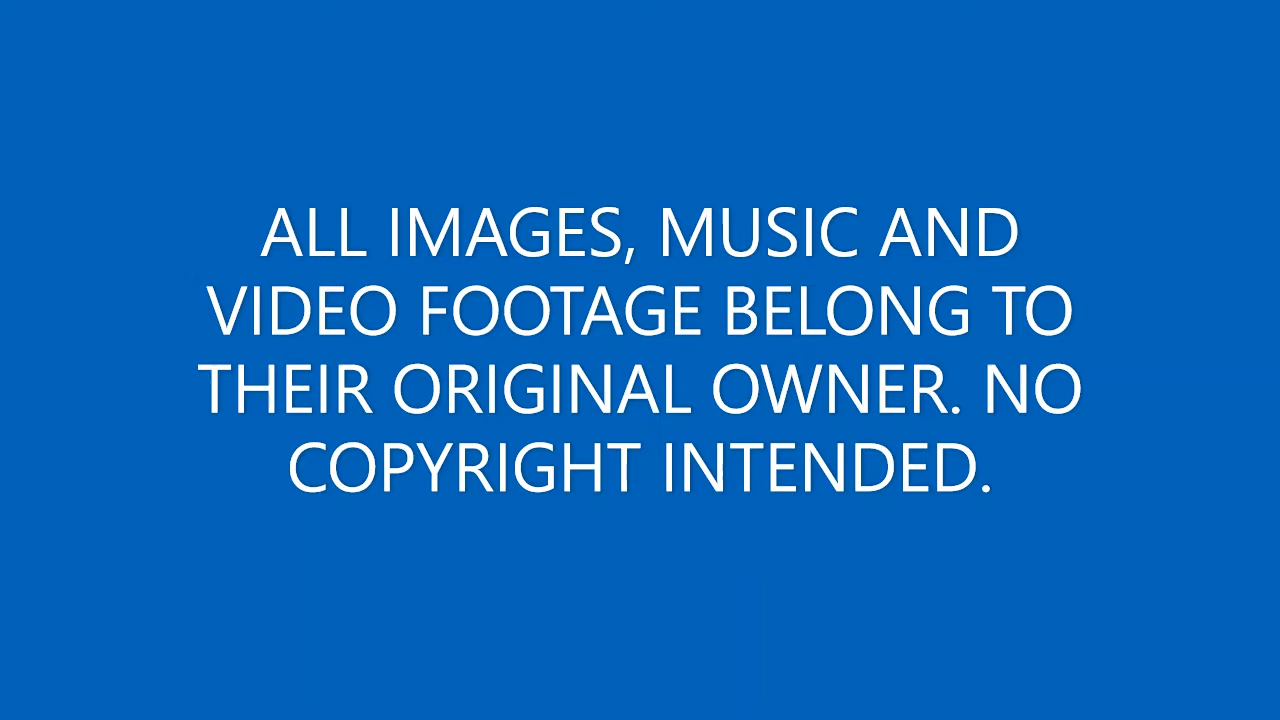 ALL IMAGES, MUSIC AND
VIDEO FOOTAGE BELONG TO
THEIR ORIGINAL OWNER. NO
COPYRIGHT INTENDED.